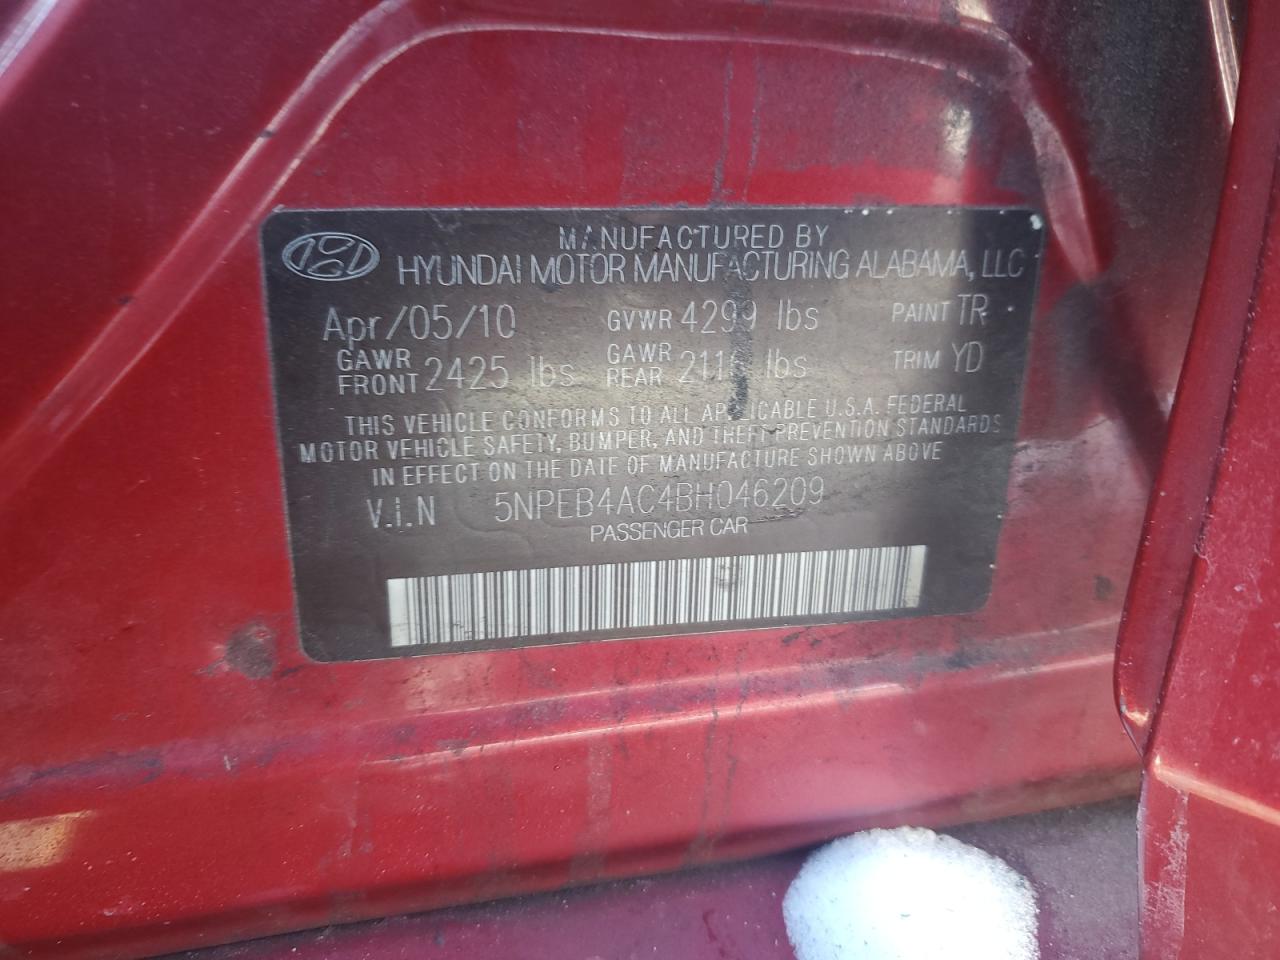 MANUFACTURED BY
HYUNDAI MOTOR MANUFACTURING ALABAMA, LLC
Apr/05/10 GVWR 4299 lbs PAINT TR
GAWR FRONT 2425 lbs GAWR REAR lbs TRIM YD
THIS VEHICLE CONFORMS TO ALL APPLICABLE U.S.A. FEDERAL
MOTOR VEHICLE SAFETY, BUMPER, AND THEFT PREVENTION STANDARDS
IN EFFECT ON THE DATE OF MANUFACTURE SHOWN ABOVE
V.i.N 5NPEB4AC4BH046209
PASSENGER CAR